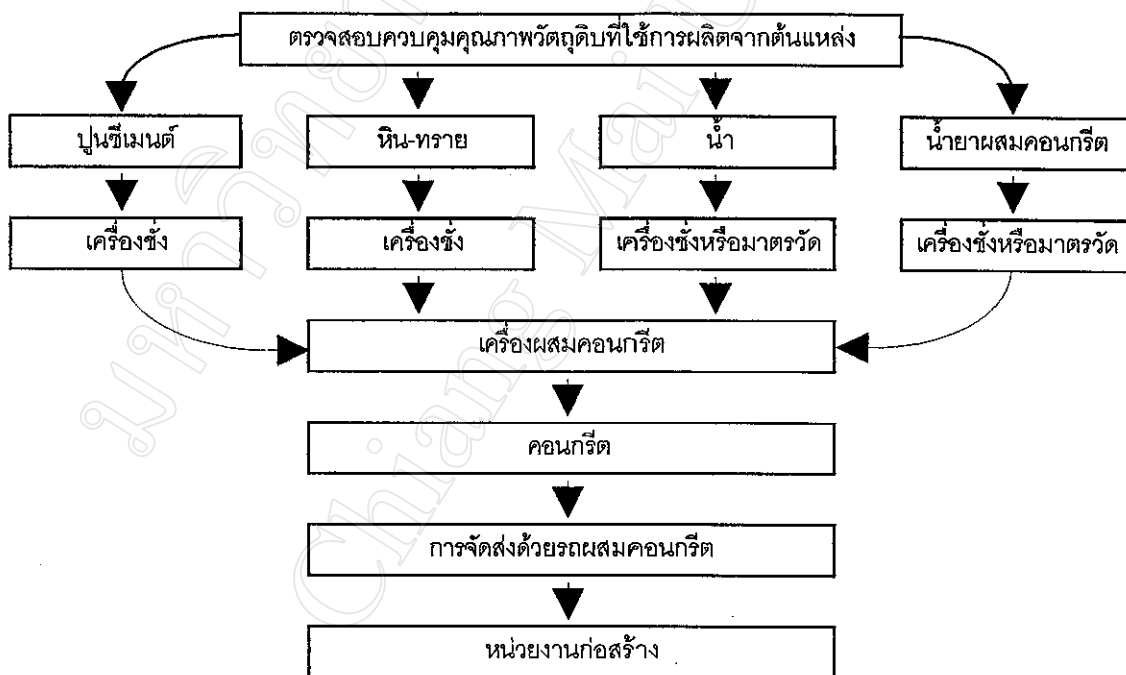 ตรวจสอบควบคุมคุณภาพวัตถุดิบที่ใช้การผลิตจากต้นแหล่ง
ปูนซีเมนต์
หิน-ทราย
น้ำ
น้ำยาผสมคอนกรีต
เครื่องชั่ง
เครื่องชั่ง
เครื่องชั่งหรือมาตรวัด
เครื่องชั่งหรือมาตรวัด
เครื่องผสมคอนกรีต
คอนกรีต
การจัดส่งด้วยรถผสมคอนกรีต
หน่วยงานก่อสร้าง
Chiang Mai